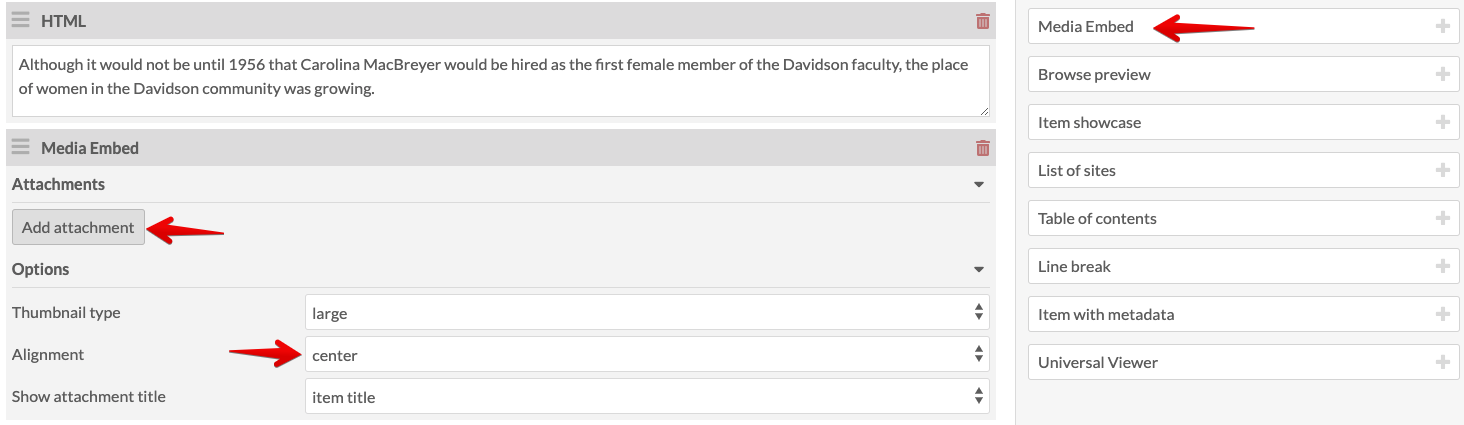 HTML
Although it would not be until 1956 that Carolina MacBreyer would be hired as the first female member of the Davidson faculty, the place
of women in the Davidson community was growing.
Media Embed
Attachments
Add attachment
Options
Thumbnail type
large
Alignment
center
Show attachment title
item title
Media Embed
Browse preview
Item showcase
List of sites
Table of contents
Line break
Item with metadata
Universal Viewer